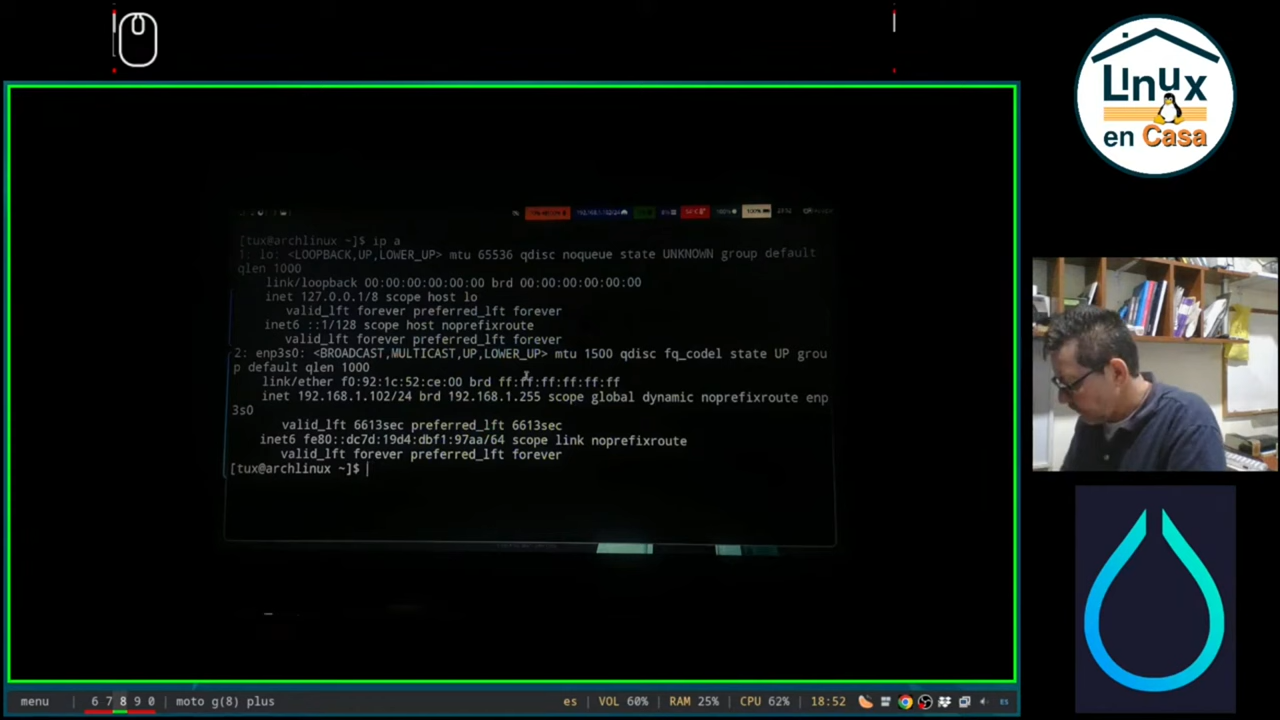 LInux
en Casa
[tux@archlinux ~]$ ip a
1: lo: <LOOPBACK,UP,LOWER_UP> mtu 65536 qdisc noqueue state UNKNOWN group default
qlen 1000
link/loopback 00:00:00:00:00:00 brd 00:00:00:00:00:00
inet 127.0.0.1/8 scope host lo
valid_lft forever preferred_lft forever
inet6 ::1/128 scope host noprefixroute
valid_lft forever preferred_lft forever
2: enp3s0: <BROADCAST,MULTICAST,UP,LOWER_UP> mtu 1500 qdisc fq_codel state UP grou
p default qlen 1000
link/ether f0:92:1c:52:ce:00 brd ff:ff:ff:ff:ff:ff
inet 192.168.1.102/24 brd 192.168.1.255 scope global dynamic noprefixroute enp
3s0
valid_lft 6613sec preferred_lft 6613sec
inet6 fe80::dc7d:19d4:dbf1:97aa/64 scope link noprefixroute
valid_lft forever preferred_lft forever
[tux@archlinux ~]$
menu | 6 7 8 9 0 | moto g(8) plus es | VOL 60% | RAM 25% | CPU 62% | 18:52 ES